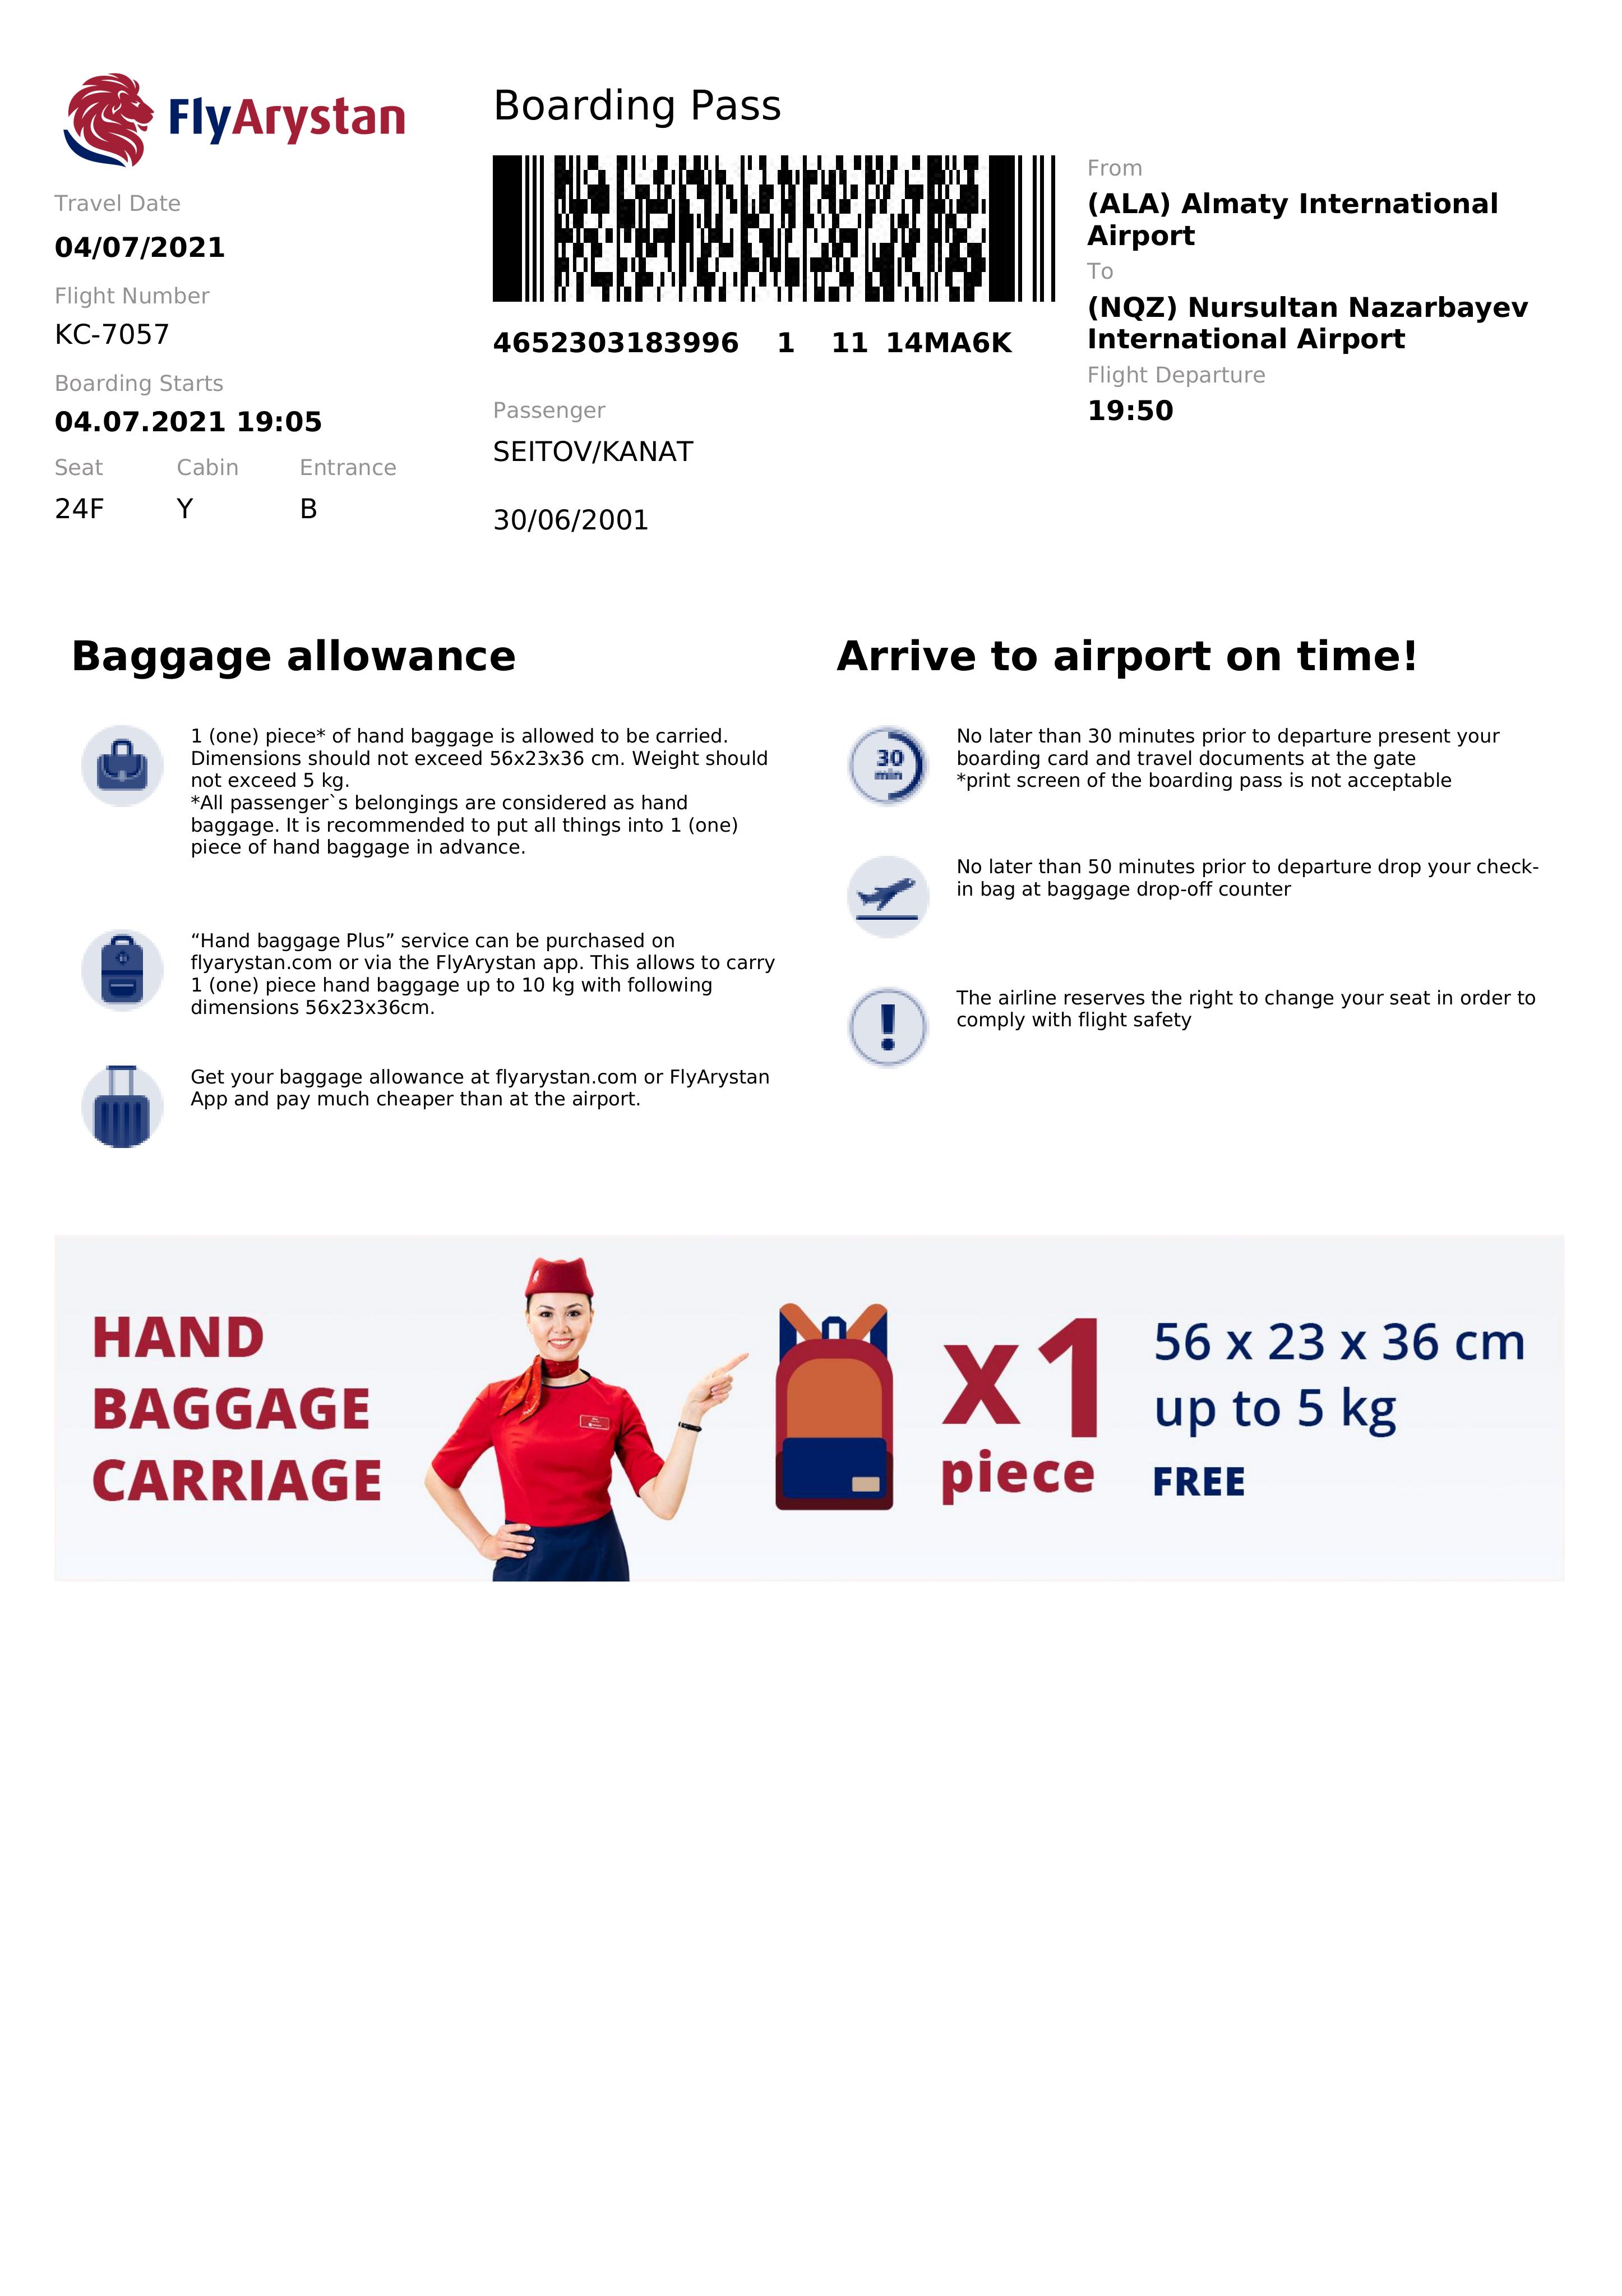 FlyArystan
Travel Date
04/07/2021
Flight Number
KC-7057
Boarding Starts
04.07.2021 19:05
Seat Cabin Entrance
24F Y B
Boarding Pass
4652303183996 1 11 14MA6K
Passenger
SEITOV/KANAT
30/06/2001
From
(ALA) Almaty International
Airport
To
(NQZ) Nursultan Nazarbayev
International Airport
Flight Departure
19:50
Baggage allowance
1 (one) piece* of hand baggage is allowed to be carried.
Dimensions should not exceed 56x23x36 cm. Weight should
not exceed 5 kg.
*All passenger`s belongings are considered as hand
baggage. It is recommended to put all things into 1 (one)
piece of hand baggage in advance.
“Hand baggage Plus” service can be purchased on
flyarystan.com or via the FlyArystan app. This allows to carry
1 (one) piece hand baggage up to 10 kg with following
dimensions 56x23x36cm.
Get your baggage allowance at flyarystan.com or FlyArystan
App and pay much cheaper than at the airport.
Arrive to airport on time!
30
min
No later than 30 minutes prior to departure present your
boarding card and travel documents at the gate
*print screen of the boarding pass is not acceptable
No later than 50 minutes prior to departure drop your check-
in bag at baggage drop-off counter
The airline reserves the right to change your seat in order to
comply with flight safety
HAND
BAGGAGE
CARRIAGE
x1
piece
56 x 23 x 36 cm
up to 5 kg
FREE